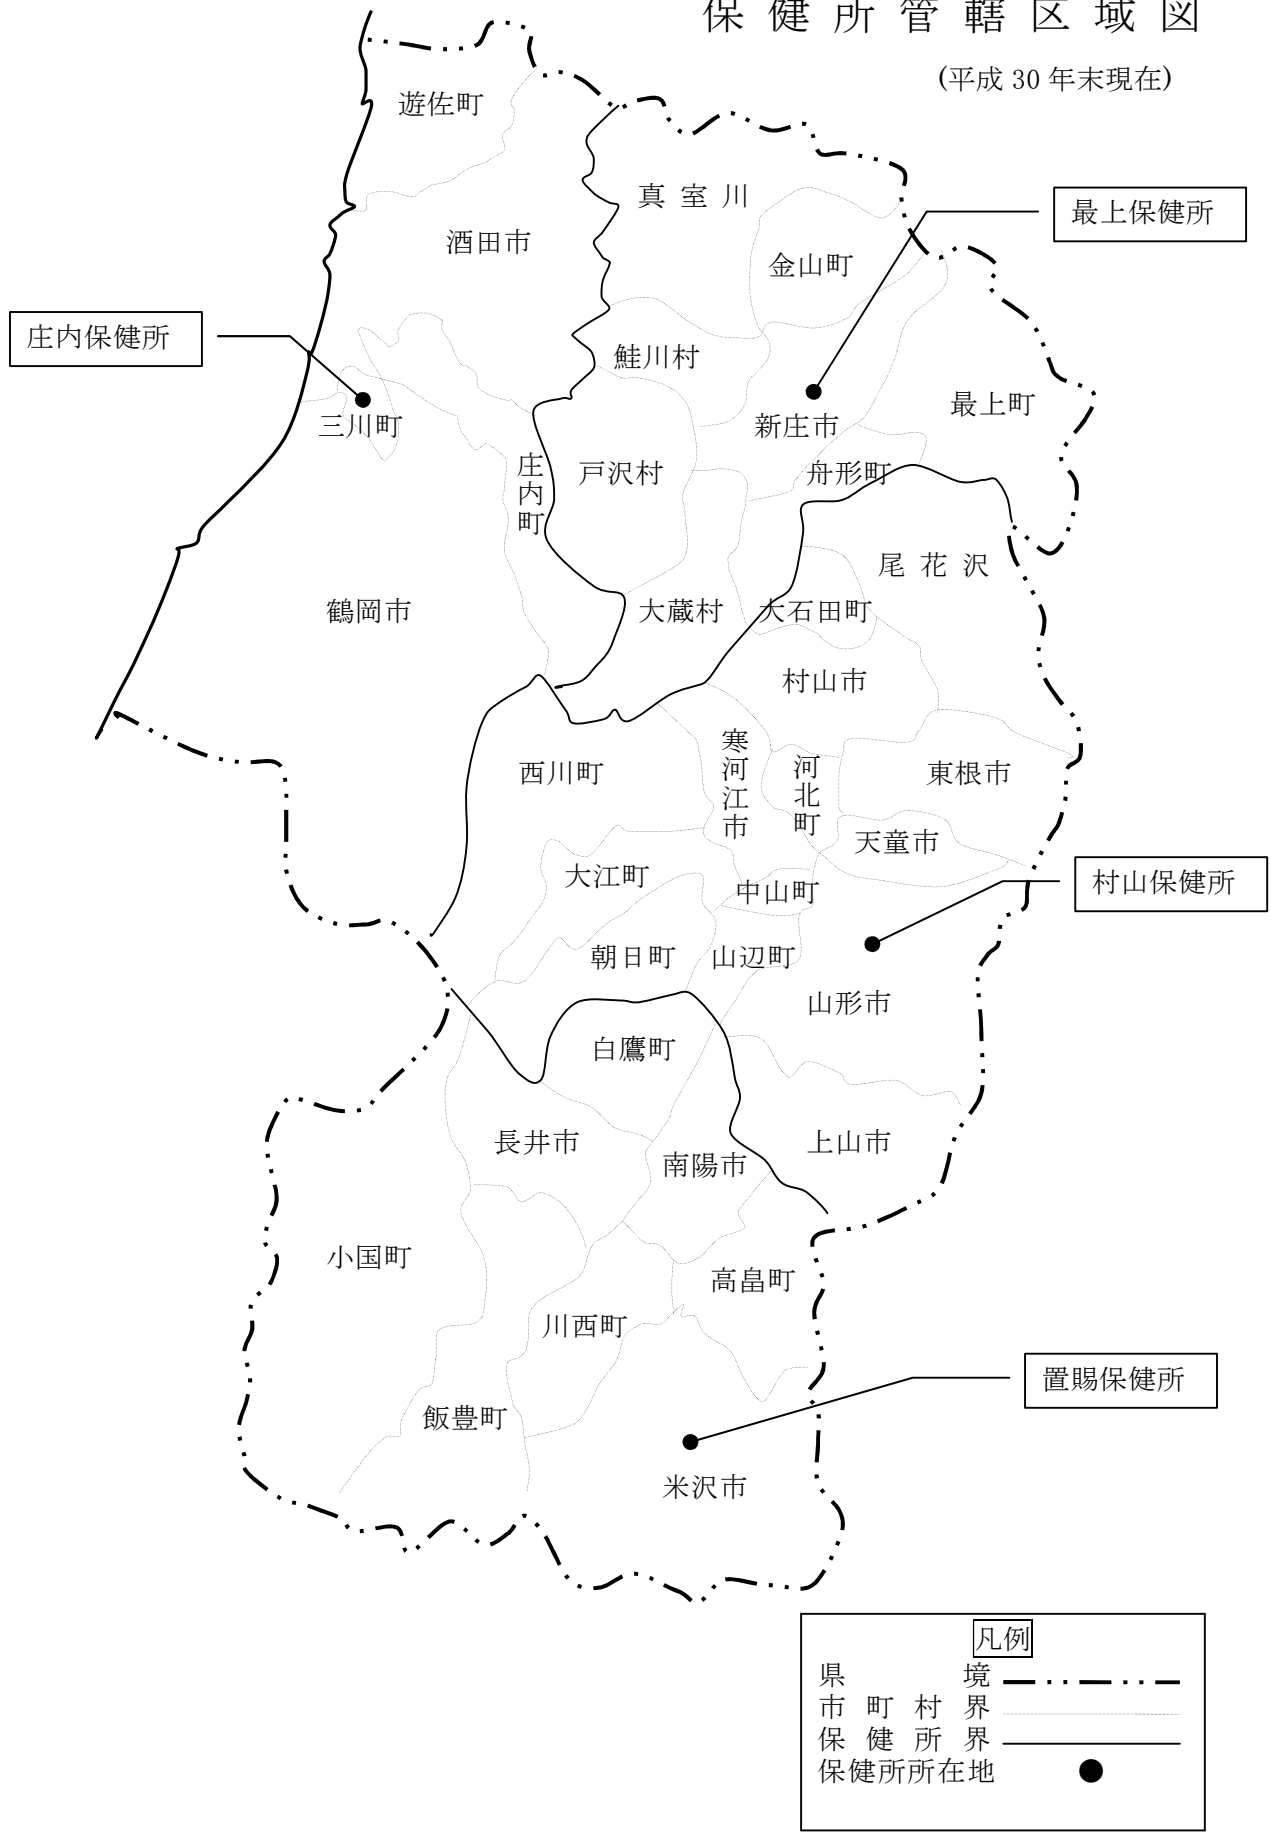 保健所管轄区域図
(平成 30 年末現在)
遊佐町
真室川
最上保健所
酒田市
金山町
庄内保健所
鮭川村
最上町
三川町
新庄市
戸沢村
舟形町
庄内町
尾花沢
鶴岡市
大蔵村
大石田町
村山市
西川町
寒河江市
河北町
東根市
天童市
大江町
中山町
村山保健所
朝日町
山辺町
山形市
白鷹町
長井市
南陽市
上山市
小国町
高畠町
川西町
置賜保健所
飯豊町
米沢市
凡例
県境
市町村界
保健所界
保健所所在地